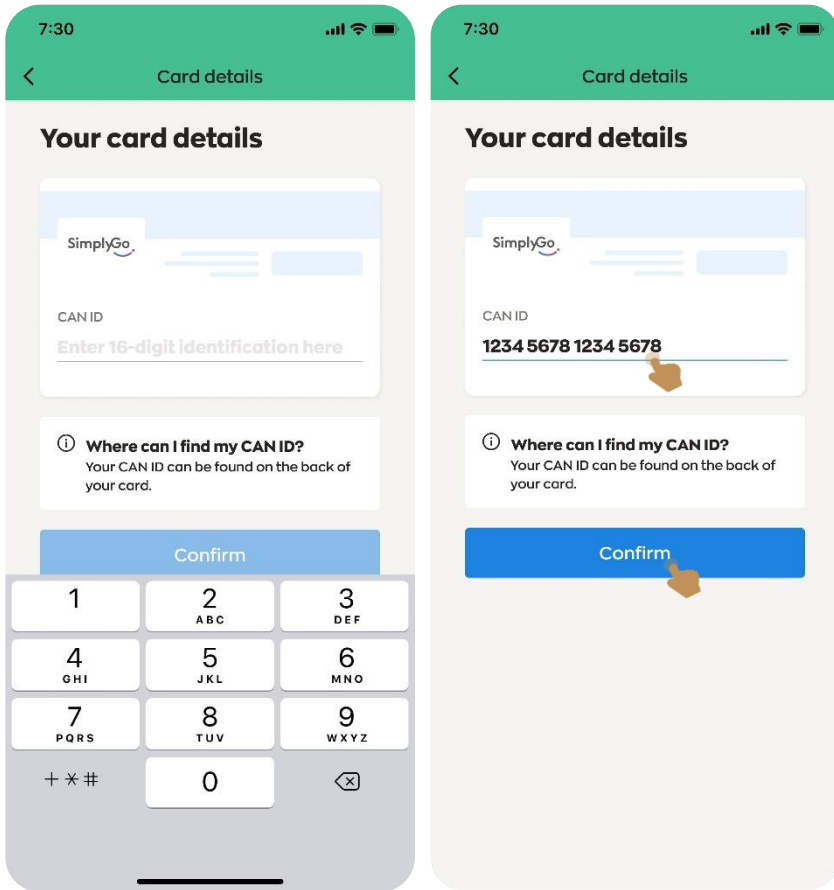 7:30
Card details
Your card details
SimplyGo
CAN ID
Enter 16-digit identification here
Where can I find my CAN ID?
Your CAN ID can be found on the back of
your card.
Confirm
1
2
ABC
3
DEF
4
GHI
5
JKL
6
MNO
7
PQRS
8
TUV
9
WXYZ
+*#
0
7:30
Card details
Your card details
SimplyGo
CAN ID
1234 5678 1234 5678
Where can I find my CAN ID?
Your CAN ID can be found on the back of
your card.
Confirm